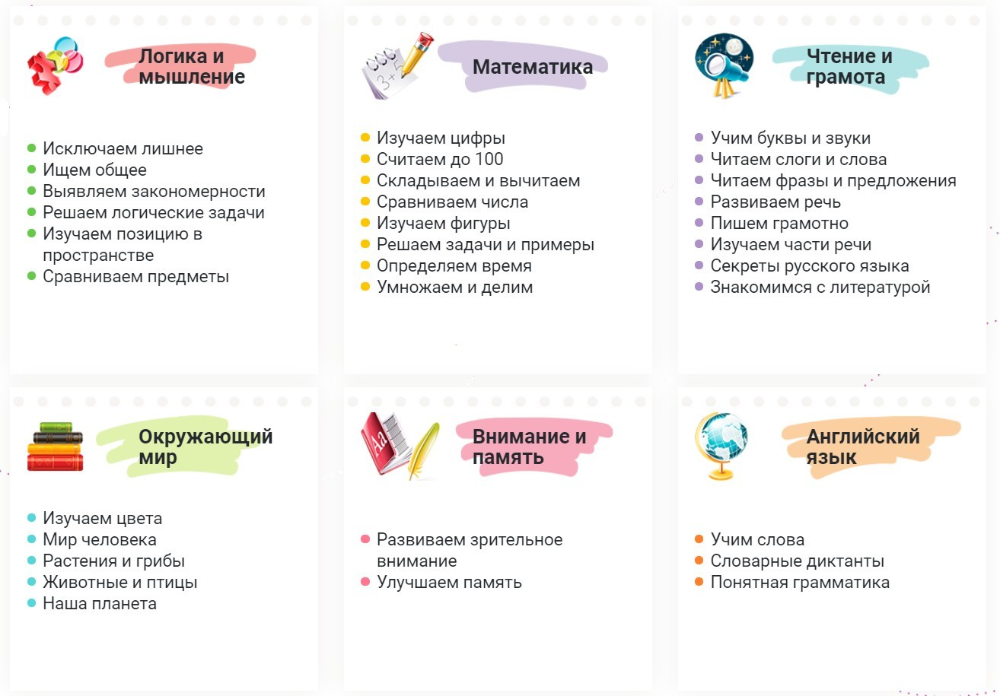 Логика и
мышление
Исключаем лишнее
Ищем общее
Выявляем закономерности
Решаем логические задачи
Изучаем позицию в
пространстве
Сравниваем предметы
3+5
Математика
Изучаем цифры
Считаем до 100
Складываем и вычитаем
Сравниваем числа
Изучаем фигуры
Решаем задачи и примеры
Определяем время
Умножаем и делим
Чтение и
грамота
Учим буквы и звуки
Читаем слоги и слова
Читаем фразы и предложения
Развиваем речь
Пишем грамотно
Изучаем части речи
Секреты русского языка
Знакомимся с литературой
Окружающий
мир
Изучаем цвета
Мир человека
Растения и грибы
Животные и птицы
Наша планета
Aa
Внимание и
память
Развиваем зрительное
внимание
Улучшаем память
Английский
язык
Учим слова
Словарные диктанты
Понятная грамматика